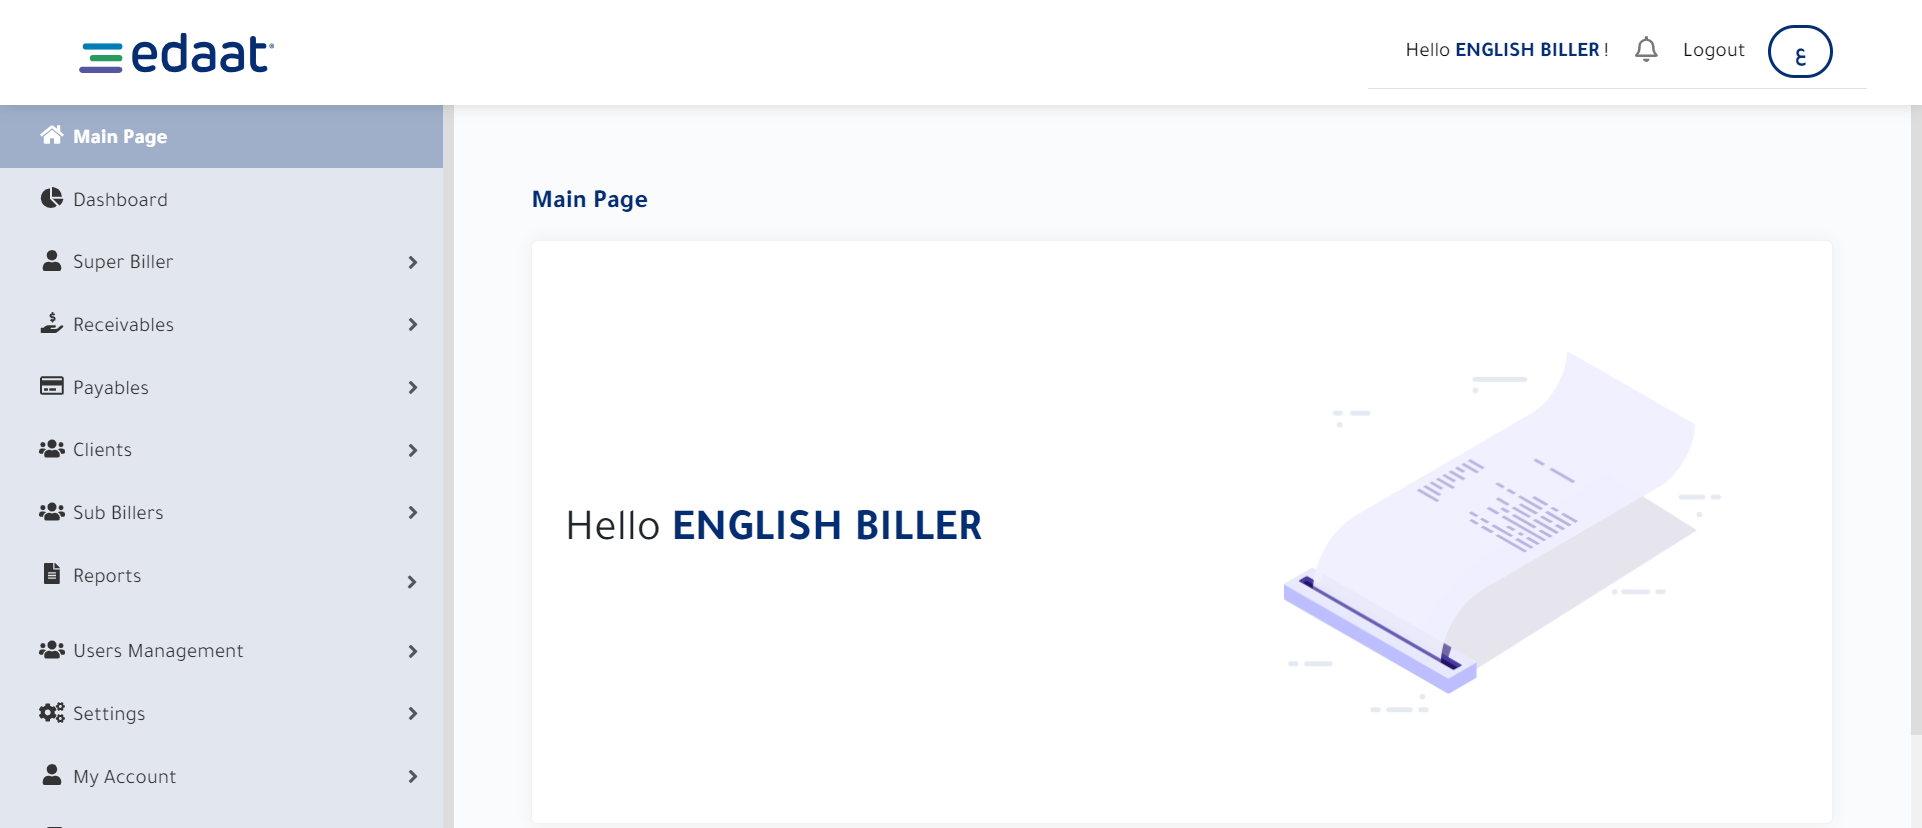 edaat
Hello ENGLISH BILLER !
Logout
ع
Main Page
Dashboard
Super Biller
Receivables
Payables
Clients
Sub Billers
Reports
Users Management
Settings
My Account
Main Page
Hello ENGLISH BILLER